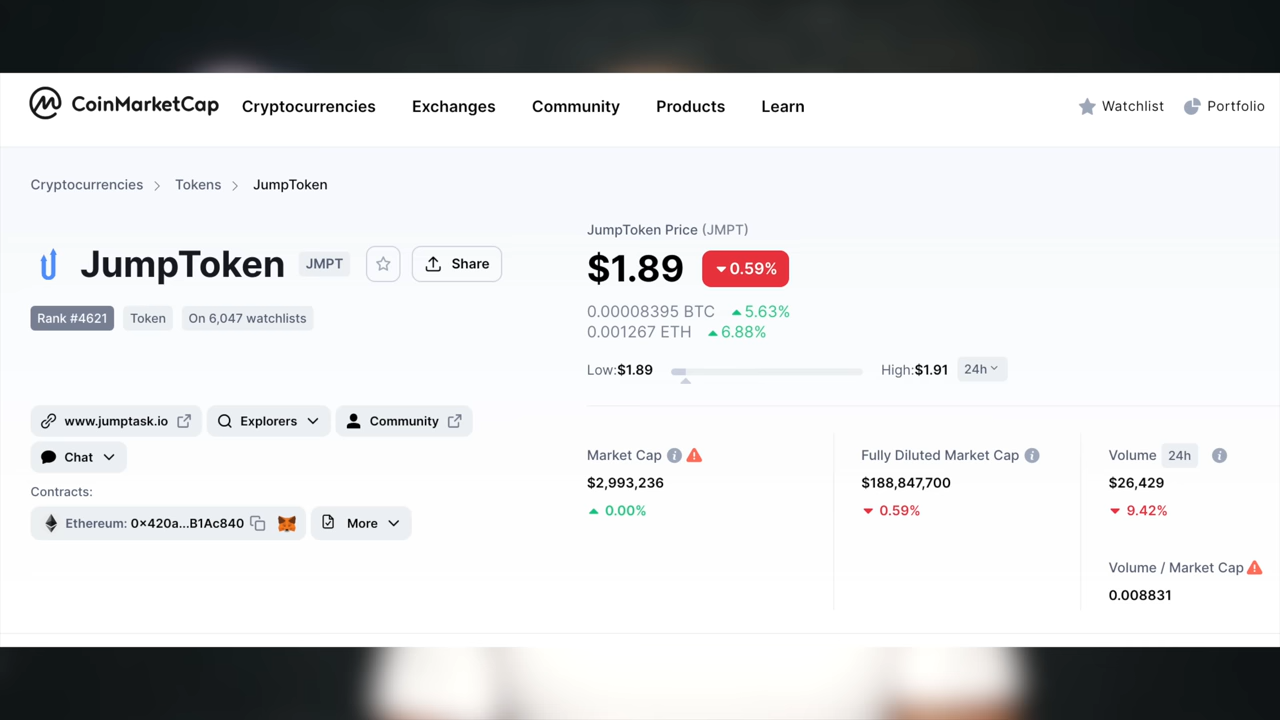 CoinMarketCap Cryptocurrencies Exchanges Community Products Learn Watchlist Portfolio
Cryptocurrencies Tokens JumpToken
JumpToken JMPT Share
Rank #4621 Token On 6,047 watchlists
www.jumptask.io Explorers Community
Chat
Contracts:
Ethereum: 0×420a...B1Ac840 More
JumpToken Price (JMPT)
$1.89 0.59%
0.00008395 BTC 5.63%
0.001267 ETH 6.88%
Low:$1.89 High:$1.91 24h
Market Cap
$2,993,236
0.00%
Fully Diluted Market Cap
$188,847,700
0.59%
Volume 24h
$26,429
9.42%
Volume / Market Cap
0.008831